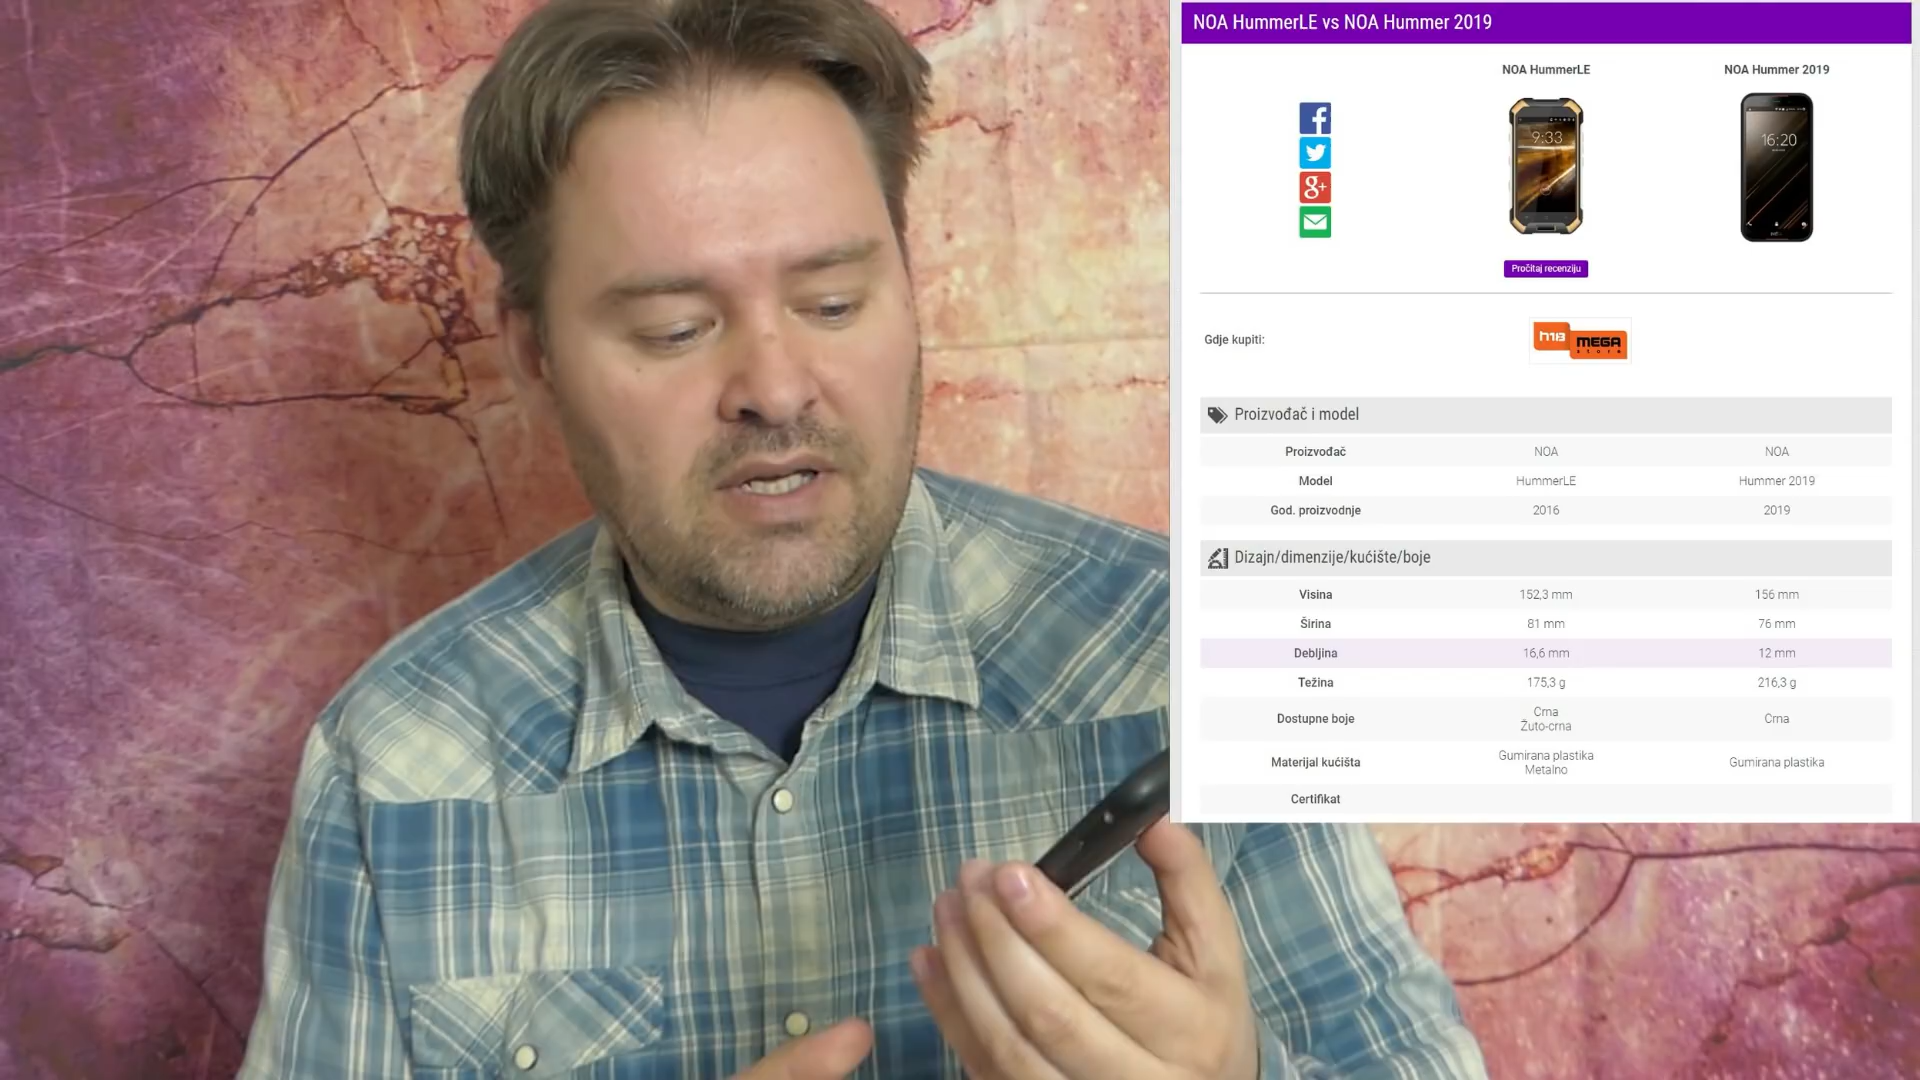 NOA HummerLE vs NOA Hummer 2019
NOA HummerLE NOA Hummer 2019
9:33
16:20
Pročitaj recenziju
Gdje kupiti:
MEGA
store
Proizvođač i model
Proizvođač NOA NOA
Model HummerLE Hummer 2019
God. proizvodnje 2016 2019
Dizajn/dimenzije/kućište/boje
Visina 152,3 mm 156 mm
Širina 81 mm 76 mm
Debljina 16,6 mm 12 mm
Težina 175,3 g 216,3 g
Dostupne boje Crna Žuto-crna Crna
Materijal kućišta Gumirana plastika Metalno Gumirana plastika
Certifikat